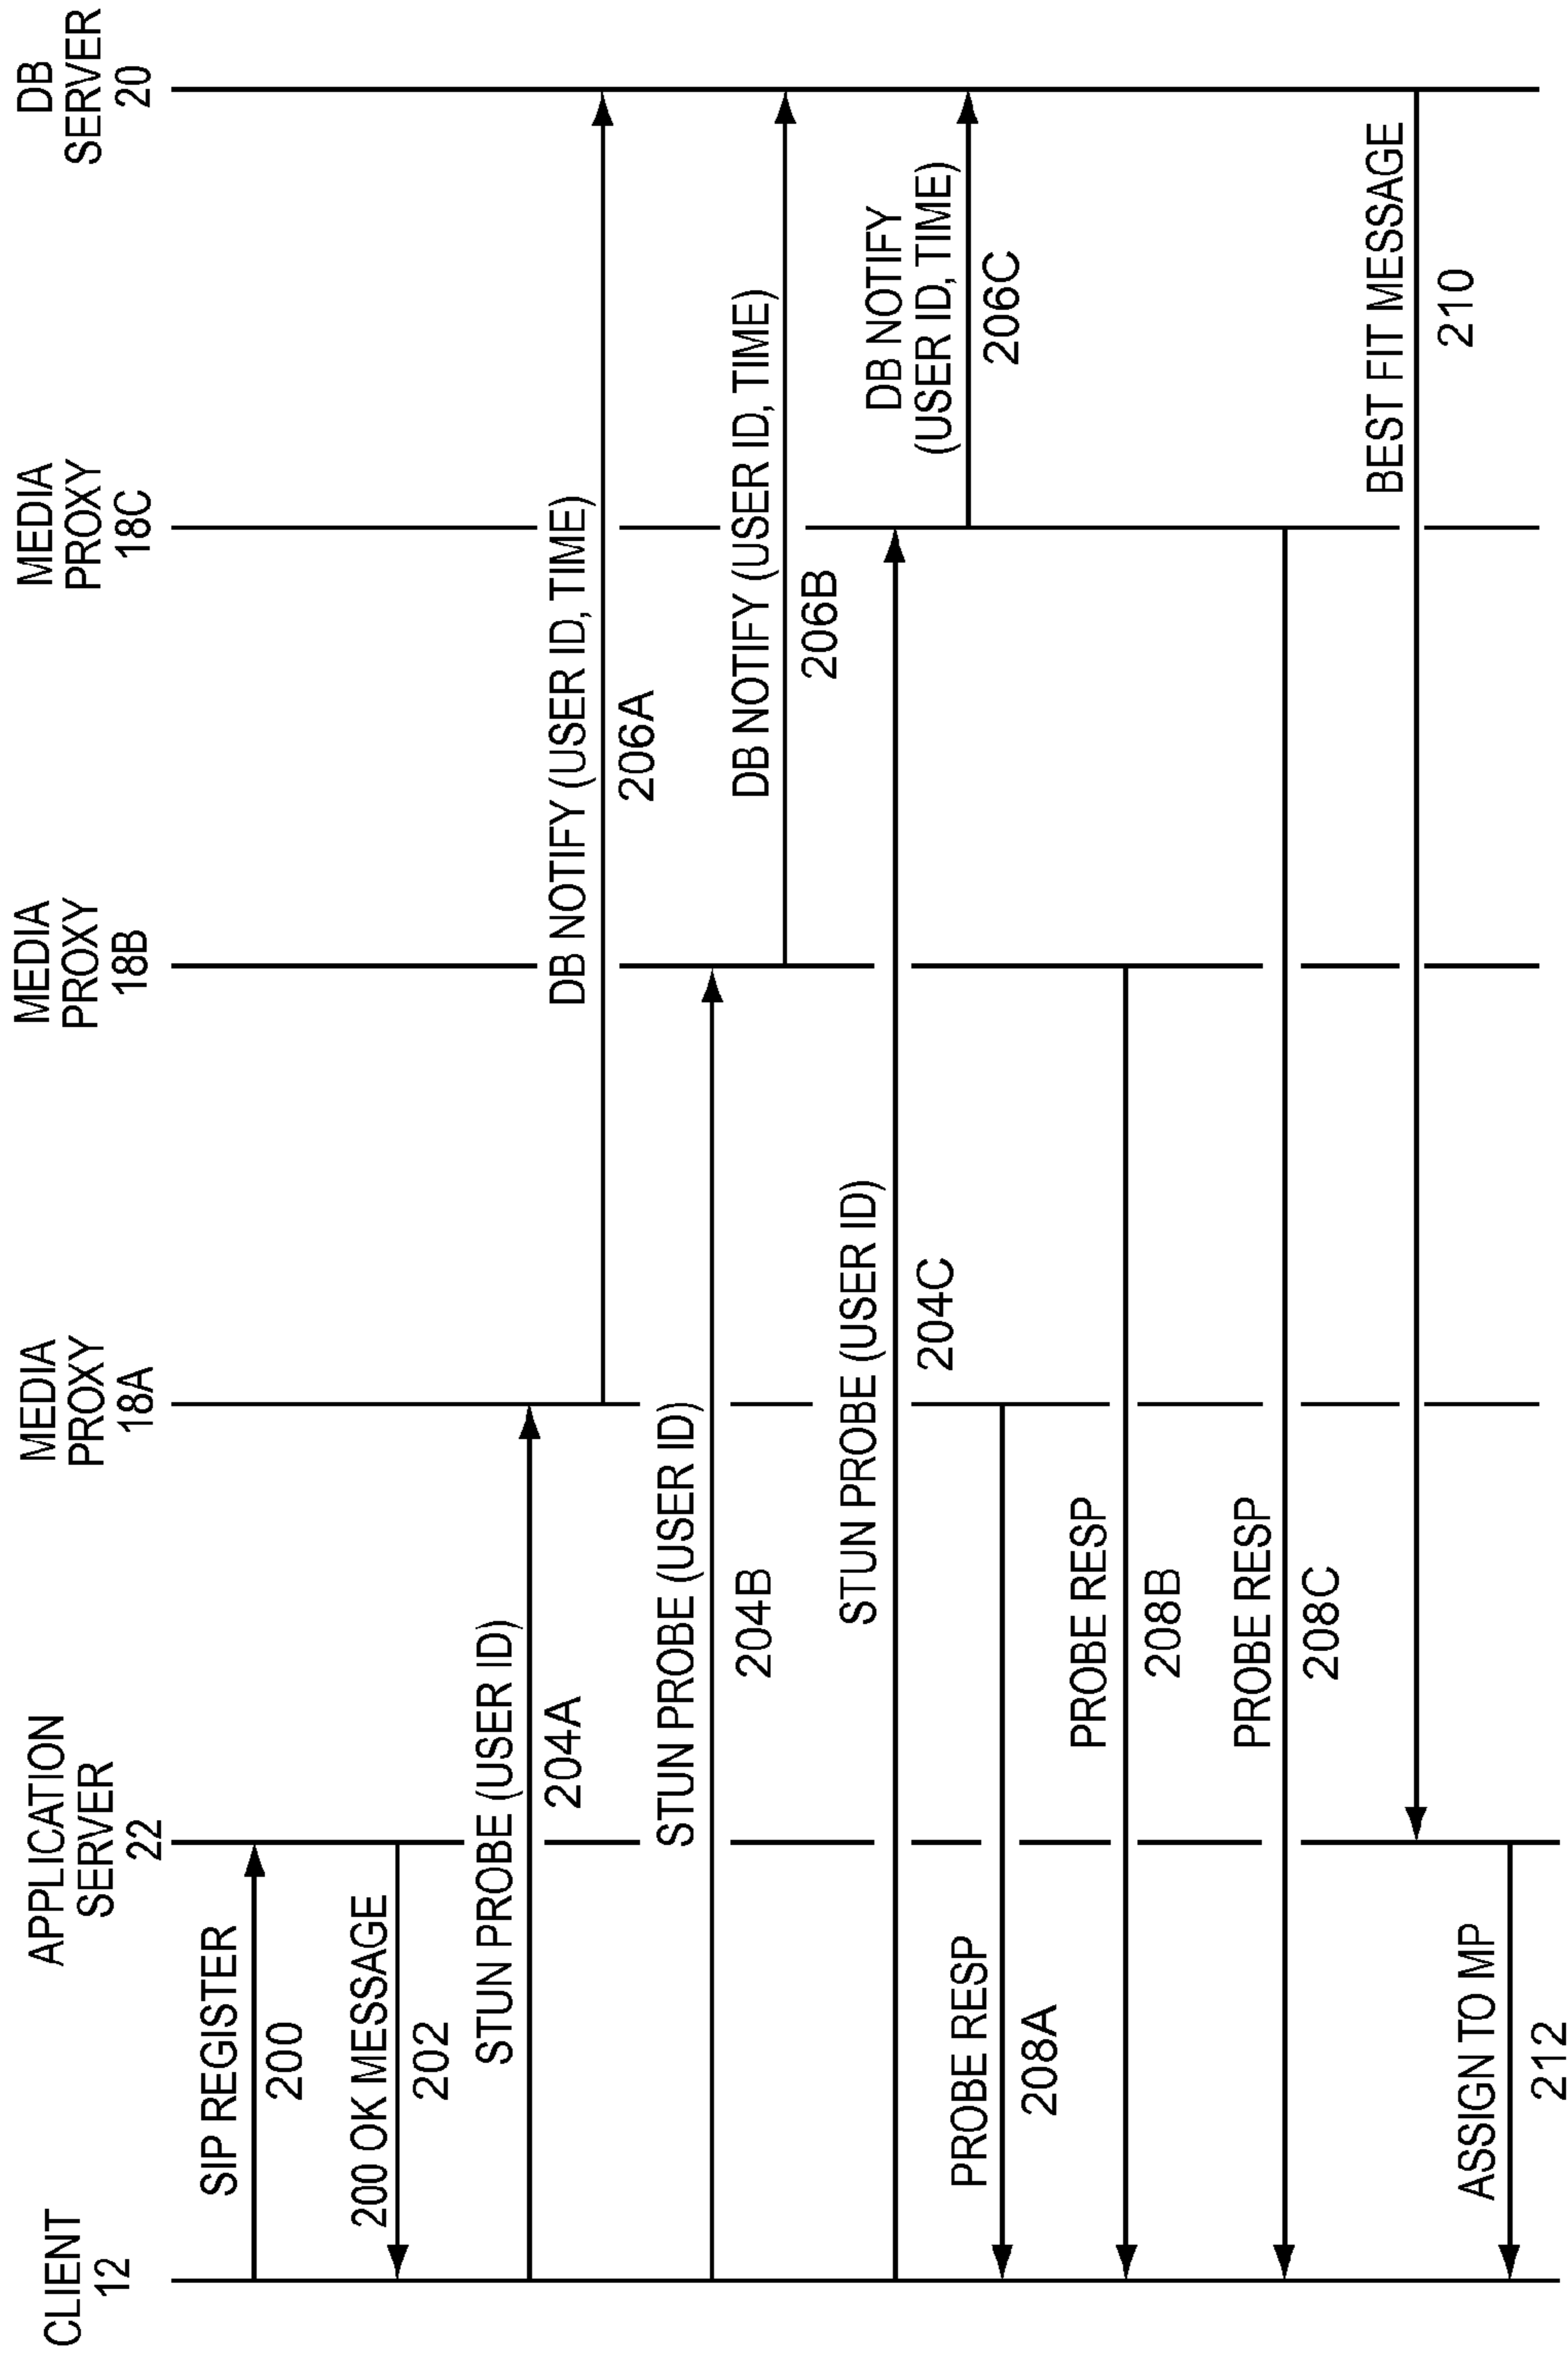 CLIENT
12
APPLICATION
SERVER
22
MEDIA
PROXY
18A
MEDIA
PROXY
18B
MEDIA
PROXY
18C
DB
SERVER
20
SIP REGISTER
200
200 OK MESSAGE
202
STUN PROBE (USER ID)
204A
DB NOTIFY (USER ID, TIME)
206A
STUN PROBE (USER ID)
204B
DB NOTIFY (USER ID, TIME)
206B
STUN PROBE (USER ID)
204C
DB NOTIFY
(USER ID, TIME)
206C
PROBE RESP
208A
PROBE RESP
208B
PROBE RESP
208C
BEST FIT MESSAGE
210
ASSIGN TO MP
212